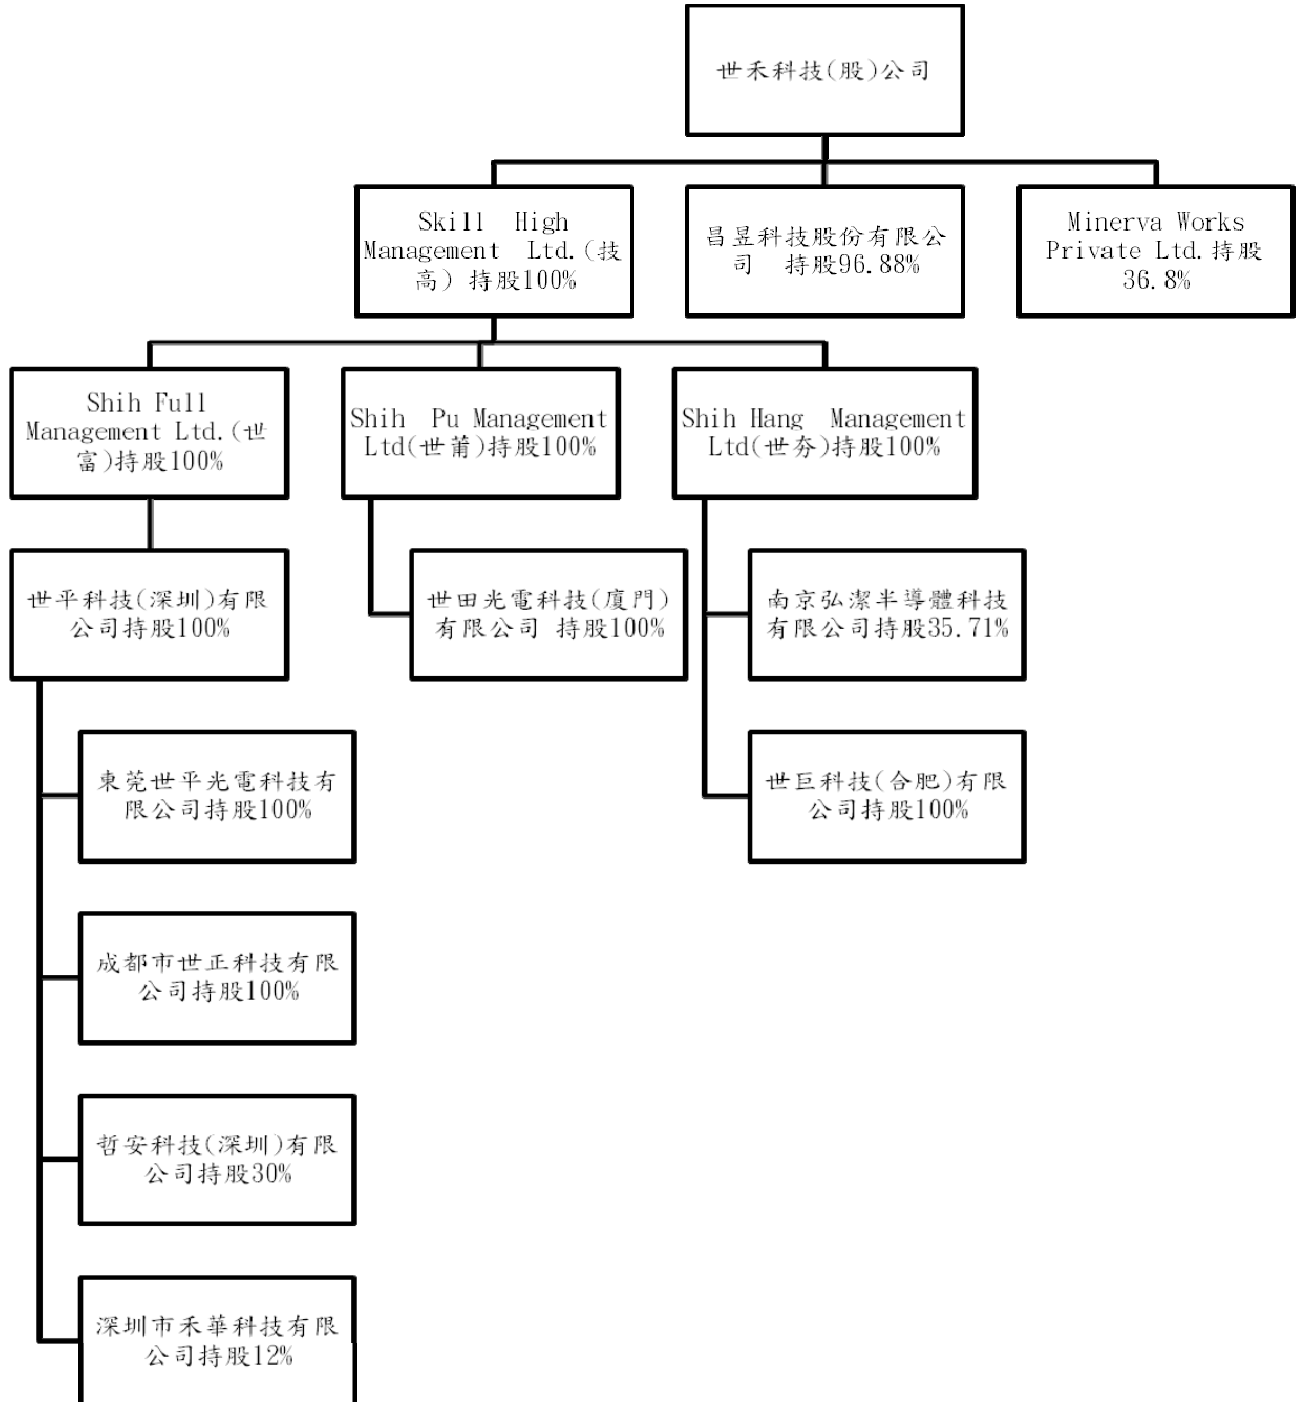 世禾科技(股)公司
Skill High
Management Ltd.(技
高) 持股100%
昌昱科技股份有限公
司 持股96.88%
Minerva Works
Private Ltd.持股
36.8%
Shih Full
Management Ltd.(世
富)持股100%
Shih Pu Management
Ltd(世莆)持股100%
Shih Hang Management
Ltd(世夯)持股100%
世平科技(深圳)有限
公司持股100%
世田光電科技(廈門)
有限公司 持股100%
南京弘潔半導體科技
有限公司持股35.71%
東莞世平光電科技有
限公司持股100%
世巨科技(合肥)有限
公司持股100%
成都市世正科技有限
公司持股100%
哲安科技(深圳)有限
公司持股30%
深圳市禾華科技有限
公司持股12%